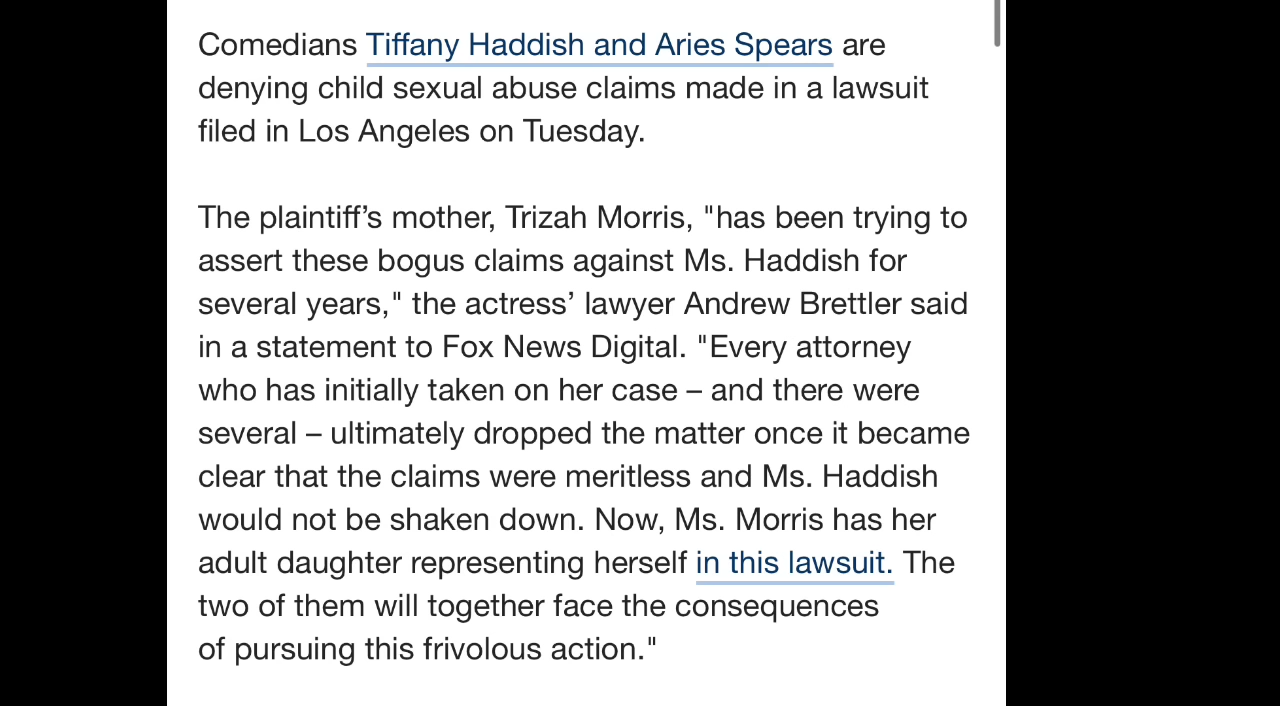 Comedians Tiffany Haddish and Aries Spears are
denying child sexual abuse claims made in a lawsuit
filed in Los Angeles on Tuesday.
The plaintiff’s mother, Trizah Morris, "has been trying to
assert these bogus claims against Ms. Haddish for
several years," the actress’ lawyer Andrew Brettler said
in a statement to Fox News Digital. "Every attorney
who has initially taken on her case – and there were
several – ultimately dropped the matter once it became
clear that the claims were meritless and Ms. Haddish
would not be shaken down. Now, Ms. Morris has her
adult daughter representing herself in this lawsuit. The
two of them will together face the consequences
of pursuing this frivolous action."